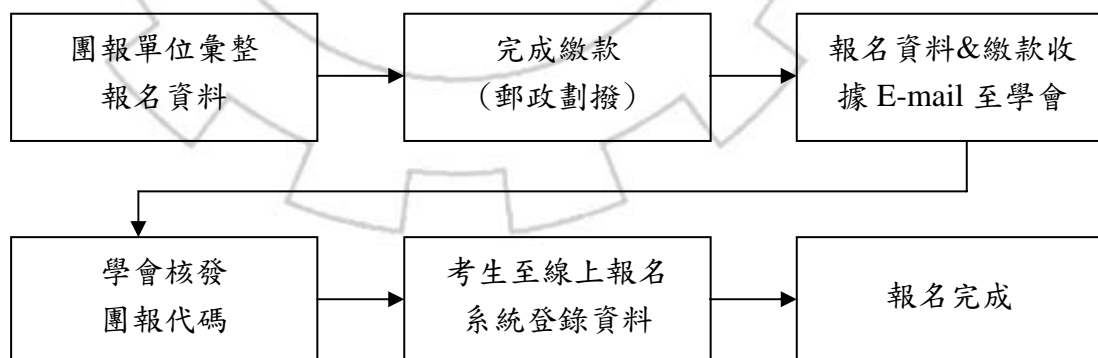 團報單位彙整
報名資料
完成繳款
（郵政劃撥）
報名資料&繳款收
據 E-mail 至學會
學會核發
團報代碼
考生至線上報名
系統登錄資料
報名完成